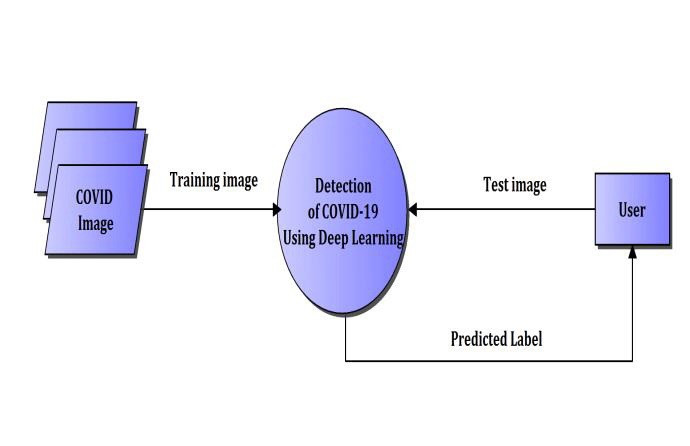 COVID
Image
Training image
Detection
of COVID-19
Using Deep Learning
Test image
User
Predicted Label